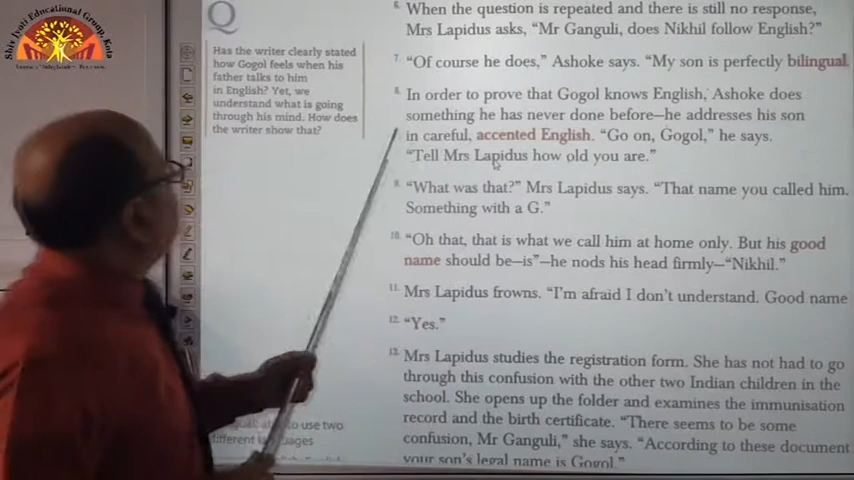 Shiv Jyoti Educational Group, Kota
Q
Has the writer clearly stated
how Gogol feels when his
father talks to him
in English? Yet, we
understand what is going
through his mind. How does
the writer show that?
to use two
different
6. When the question is repeated and there is still no response,
Mrs Lapidus asks, “Mr Ganguli, does Nikhil follow English?”
7. “Of course he does,” Ashoke says. “My son is perfectly bilingual.
8. In order to prove that Gogol knows English, Ashoke does
something he has never done before—he addresses his son
in careful, accented English. “Go on, Gogol,” he says.
“Tell Mrs Lapidus how old you are.”
9. “What was that?” Mrs Lapidus says. “That name you called him.
Something with a G.”
10. “Oh that, that is what we call him at home only. But his good
name should be—is”—he nods his head firmly—“Nikhil.”
11. Mrs Lapidus frowns. “I’m afraid I don’t understand. Good name
12. “Yes.”
13. Mrs Lapidus studies the registration form. She has not had to go
through this confusion with the other two Indian children in the
school. She opens up the folder and examines the immunisation
record and the birth certificate. “There seems to be some
confusion, Mr Ganguli,” she says. “According to these document
your son’s legal name is Gogol.”